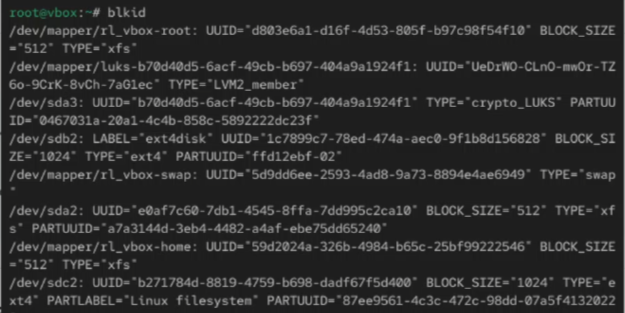 root@vbox:~# blkid
/dev/mapper/rl_vbox-root: UUID="d803e6a1-d16f-4d53-805f-b97c98f54f10" BLOCK_SIZE
="512" TYPE="xfs"
/dev/mapper/luks-b70d40d5-6acf-49cb-b697-404a9a1924f1: UUID="UeDrWO-CLnO-mwOr-TZ
6o-9CrK-8vCh-7aGlec" TYPE="LVM2_member"
/dev/sda3: UUID="b70d40d5-6acf-49cb-b697-404a9a1924f1" TYPE="crypto_LUKS" PARTUU
ID="0467031a-20a1-4c4b-858c-5892222dc23f"
/dev/sdb2: LABEL="ext4disk" UUID="1c7899c7-78ed-474a-aec0-9f1b8d156828" BLOCK_SI
ZE="1024" TYPE="ext4" PARTUUID="ffd12ebf-02"
/dev/mapper/rl_vbox-swap: UUID="5d9dd6ee-2593-4ad8-9a73-8894e4ae6949" TYPE="swap
"
/dev/sda2: UUID="e0af7c60-7db1-4545-8ffa-7dd995c2ca10" BLOCK_SIZE="512" TYPE="xf
s" PARTUUID="a7a3144d-3eb4-4482-a4af-ebe75dd65240"
/dev/mapper/rl_vbox-home: UUID="59d2024a-326b-4984-b65c-25bf99222546" BLOCK_SIZE
="512" TYPE="xfs"
/dev/sdc2: UUID="b271784d-8819-4759-b698-dadf67f5d400" BLOCK_SIZE="1024" TYPE="e
xt4" PARTLABEL="Linux filesystem" PARTUUID="87ee9561-4c3c-472c-98dd-07a5f4132022